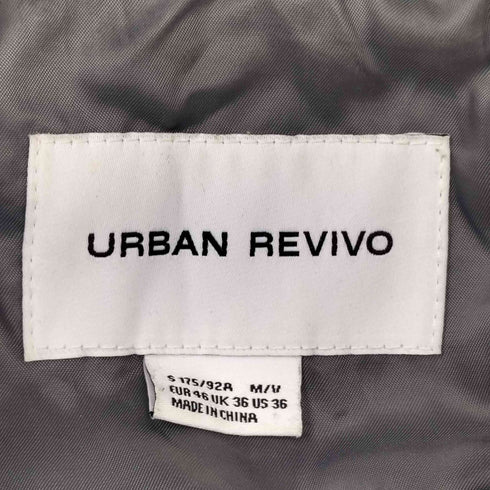 URBAN REVIVO
S 175/92A M/V
EUR 46 UK 36 US 36
MADE IN CHINA